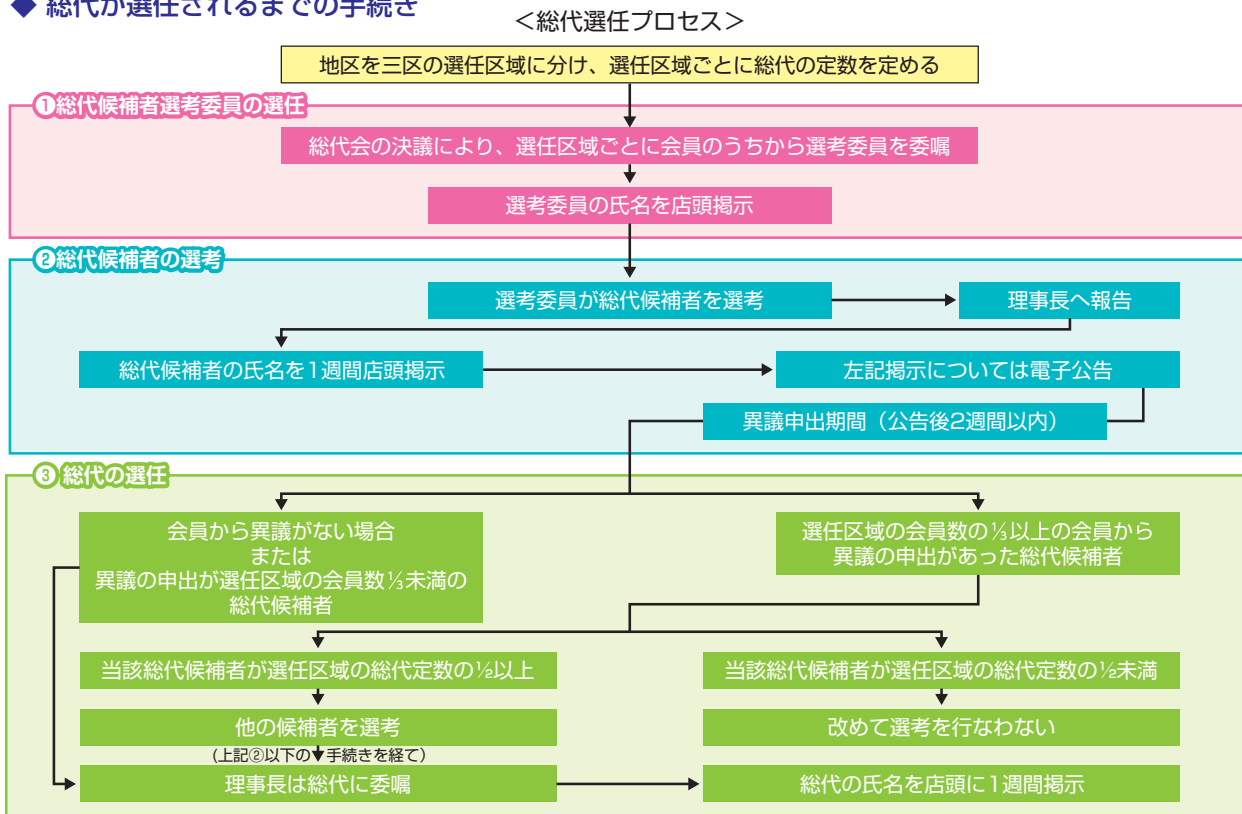 ◆ 総代が選任されるまでの手続き
＜総代選任プロセス＞
地区を三区の選任区域に分け、選任区域ごとに総代の定数を定める
①総代候補者選考委員の選任
総代会の決議により、選任区域ごとに会員のうちから選考委員を委嘱
選考委員の氏名を店頭掲示
②総代候補者の選考
選考委員が総代候補者を選考
理事長へ報告
総代候補者の氏名を1週間店頭掲示
左記掲示については電子公告
異議申出期間（公告後2週間以内）
③総代の選任
会員から異議がない場合
または
異議の申出が選任区域の会員数⅓未満の
総代候補者
選任区域の会員数の⅓以上の会員から
異議の申出があった総代候補者
当該総代候補者が選任区域の総代定数の½以上
当該総代候補者が選任区域の総代定数の½未満
他の候補者を選考
改めて選考を行なわない
(上記②以下の手続きを経て)
理事長は総代に委嘱
総代の氏名を店頭に1週間掲示